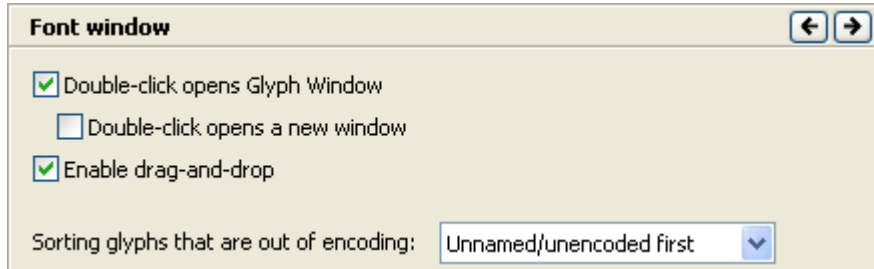 Font window
Double-click opens Glyph Window
Double-click opens a new window
Enable drag-and-drop
Sorting glyphs that are out of encoding: Unnamed/unencoded first